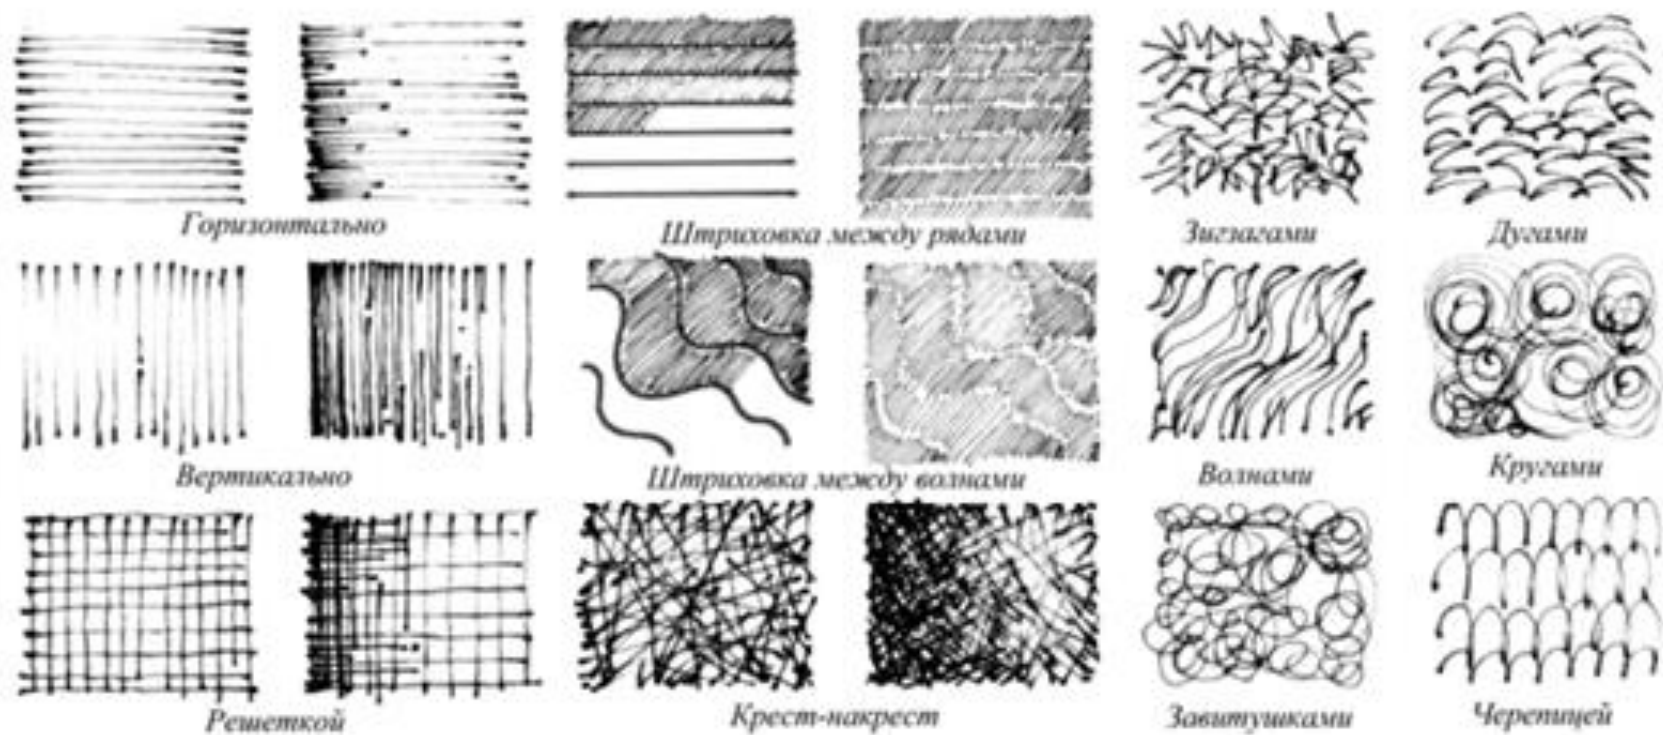 Горизонтально
Штриховка между рядами
Зигзагами
Дугами
Вертикально
Штриховка между волнами
Волнами
Кругами
Решеткой
Крест-накрест
Завитушками
Черепицей